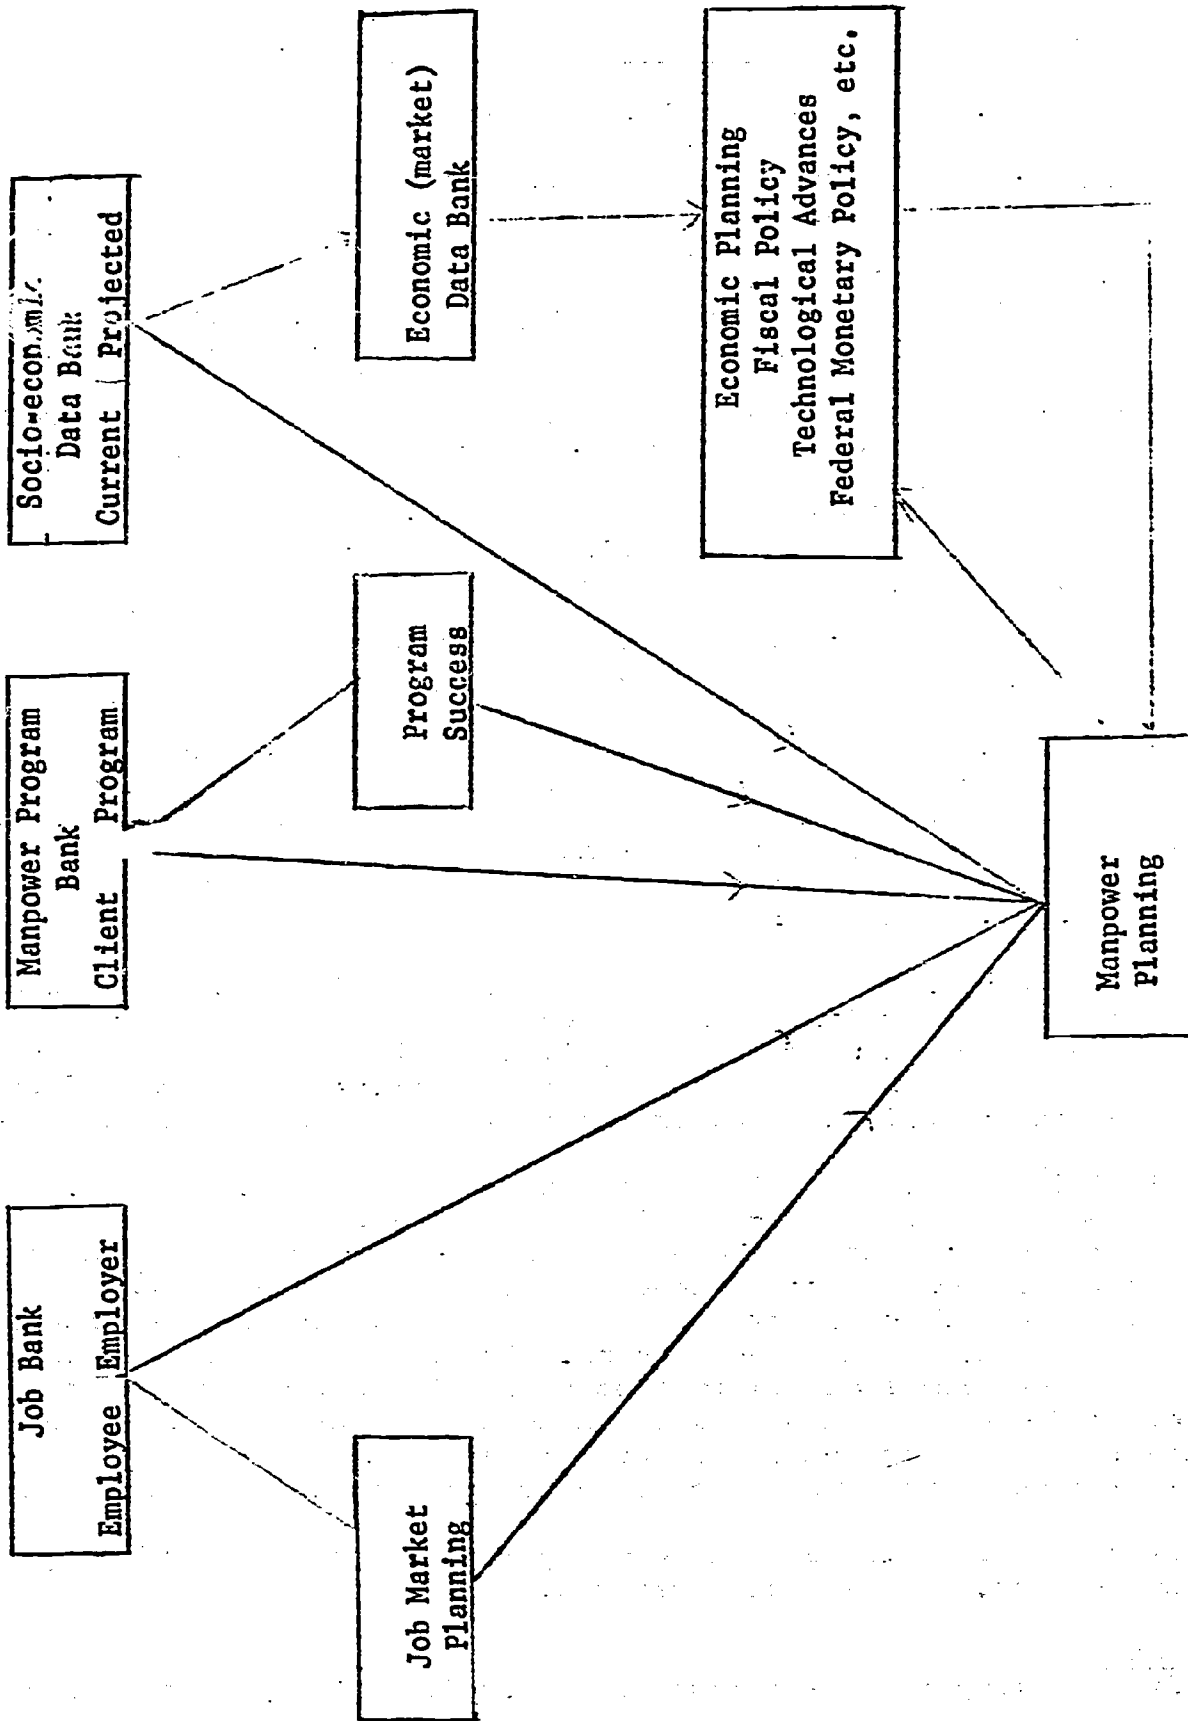 Job Bank
Employee Employer
Manpower Program
Bank
Client Program
Data Bank
Current Projected
Job Market
Planning
Program
Success
Economic (market)
Data Bank
Economic Planning
Fiscal Policy
Technological Advances
Federal Monetary Policy, etc.
Manpower
Planning